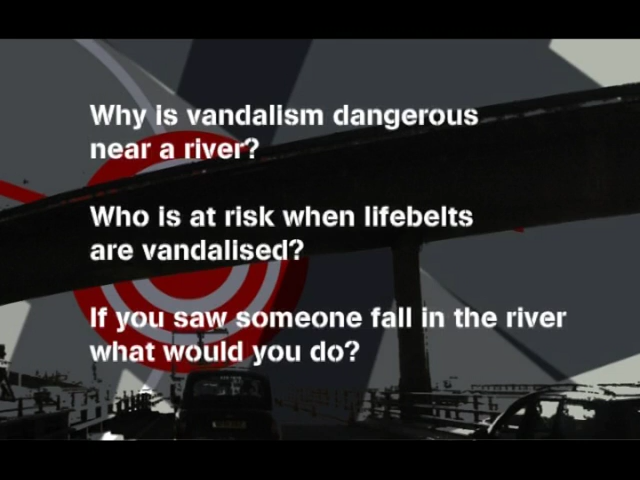 Why is vandalism dangerous
near a river?
Who is at risk when lifebelts
are vandalised?
If you saw someone fall in the river
what would you do?